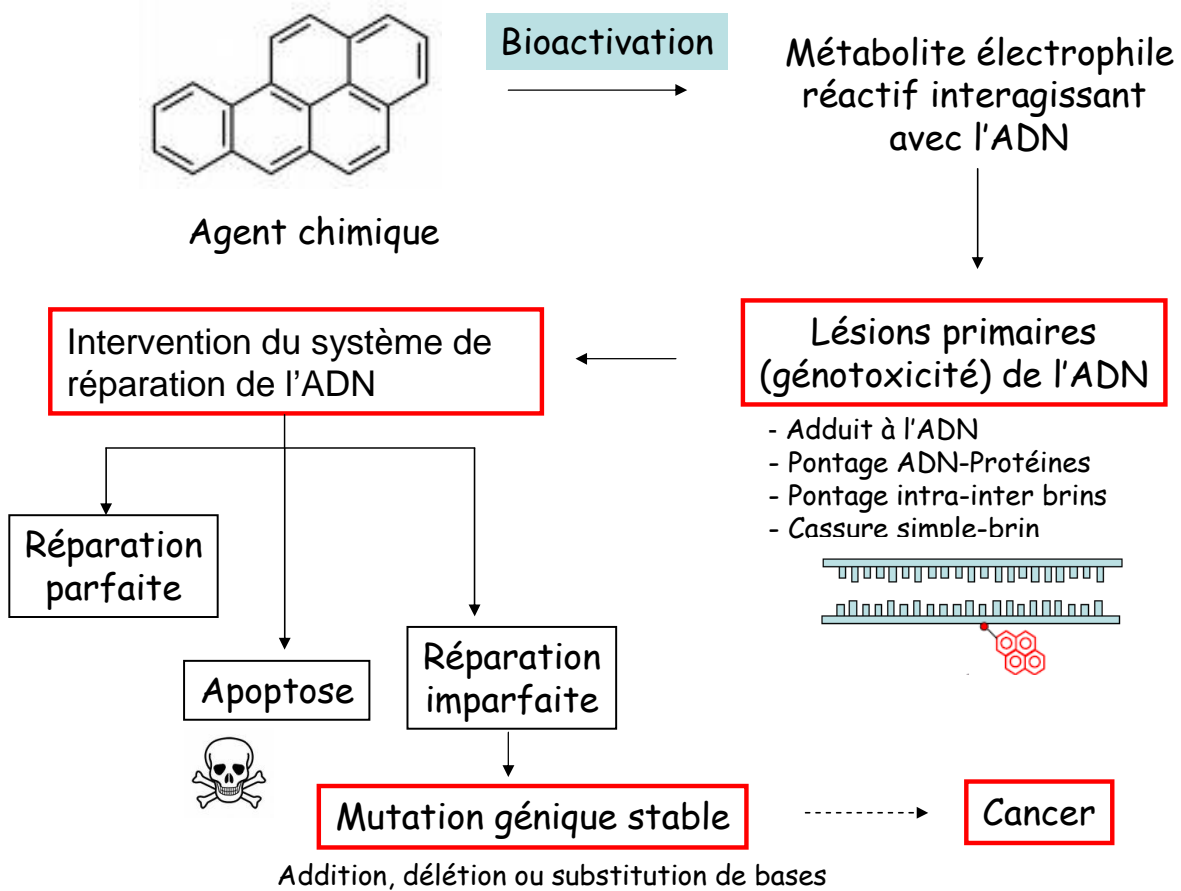 Bioactivation
Métabolite électrophile
réactif interagissant
avec l'ADN
Agent chimique
Lésions primaires
(génotoxicité) de l'ADN
- Adduit à l'ADN
- Pontage ADN-Protéines
- Pontage intra-inter brins
- Cassure simple-brin
Intervention du système de
réparation de l'ADN
Réparation
parfaite
Apoptose
Réparation
imparfaite
Mutation génique stable
Addition, délétion ou substitution de bases
Cancer